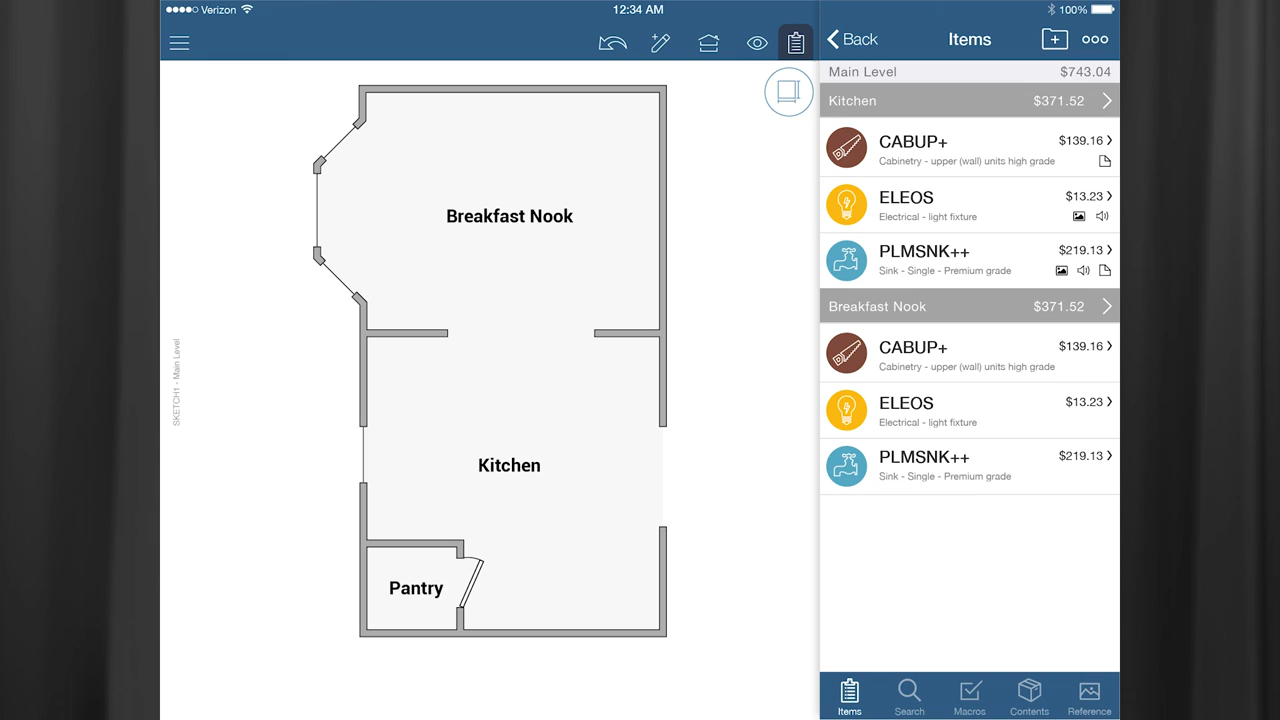 Verizon
12:34 AM
100%
Back
Items
Main Level $743.04
Kitchen $371.52
CABUP+ $139.16
Cabinetry - upper (wall) units high grade
ELEOS $13.23
Electrical - light fixture
PLMSNK++ $219.13
Sink - Single - Premium grade
Breakfast Nook $371.52
CABUP+ $139.16
Cabinetry - upper (wall) units high grade
ELEOS $13.23
Electrical - light fixture
PLMSNK++ $219.13
Sink - Single - Premium grade
Items
Search
Macros
Contents
Reference
Breakfast Nook
Kitchen
Pantry
SKETCH1 - Main Level